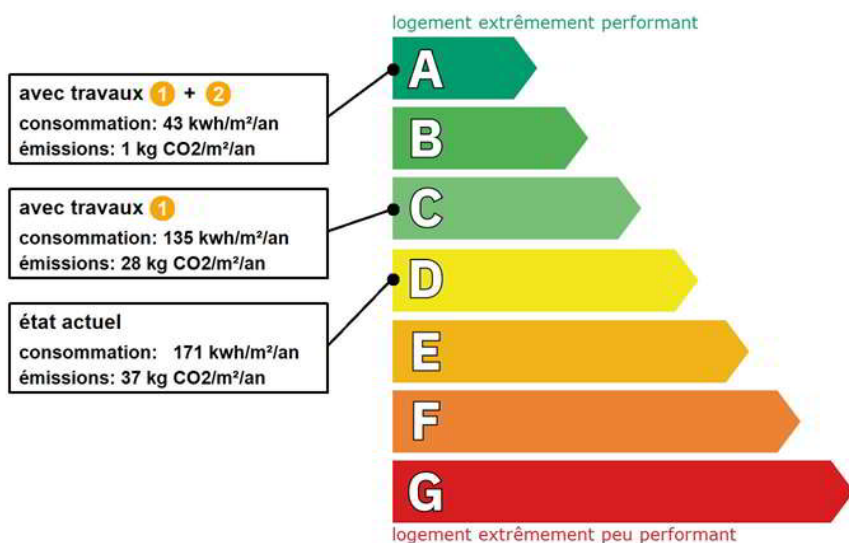 logement extrêmement performant
A
avec travaux 1 + 2
consommation: 43 kwh/m²/an
émissions: 1 kg CO2/m²/an
B
avec travaux 1
consommation: 135 kwh/m²/an
émissions: 28 kg CO2/m²/an
C
D
état actuel
consommation: 171 kwh/m²/an
émissions: 37 kg CO2/m²/an
E
F
G
logement extrêmement peu performant